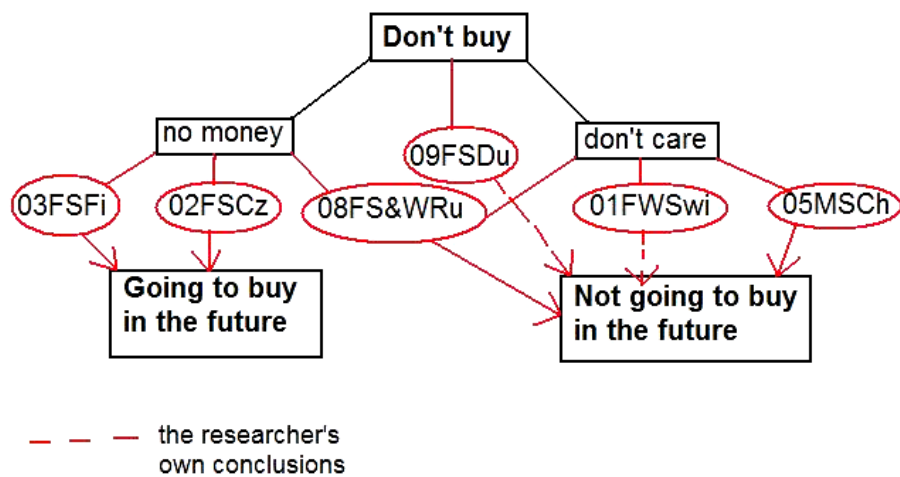 Don't buy
no money
don't care
09FSDu
03FSFi
02FSCz
08FS&WRu
01FWSwi
05MSCh
Going to buy
in the future
Not going to buy
in the future
the researcher's
own conclusions